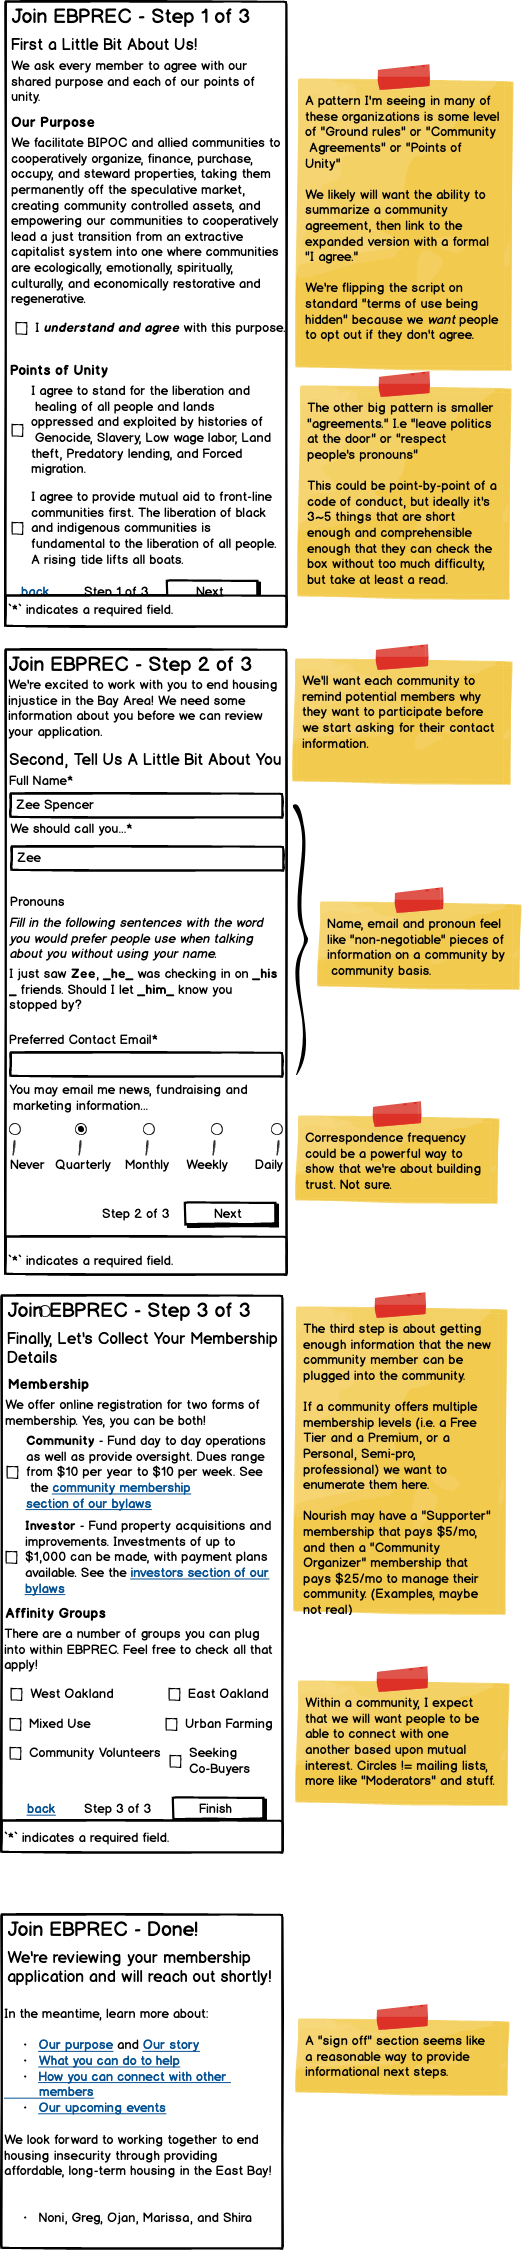 Join EBPREC - Step 1 of 3
First a Little Bit About Us!
We ask every member to agree with our
shared purpose and each of our points of
unity.
Our Purpose
We facilitate BIPOC and allied communities to
cooperatively organize, finance, purchase,
occupy, and steward properties, taking them
permanently off the speculative market,
creating community controlled assets, and
empowering our communities to cooperatively
lead a just transition from an extractive
capitalist system into one where communities
are ecologically, emotionally, spiritually,
culturally, and economically restorative and
regenerative.
I understand and agree with this purpose.
Points of Unity
I agree to stand for the liberation and
healing of all people and lands
oppressed and exploited by histories of
Genocide, Slavery, Low wage labor, Land
theft, Predatory lending, and Forced
migration.
I agree to provide mutual aid to front-line
communities first. The liberation of black
and indigenous communities is
fundamental to the liberation of all people.
A rising tide lifts all boats.
back Step 1 of 3 Next
`*` indicates a required field.
A pattern I'm seeing in many of
these organizations is some level
of "Ground rules" or "Community
Agreements" or "Points of
Unity"
We likely will want the ability to
summarize a community
agreement, then link to the
expanded version with a formal
"I agree."
We're flipping the script on
standard "terms of use being
hidden" because we want people
to opt out if they don't agree.
The other big pattern is smaller
"agreements." I.e "leave politics
at the door" or "respect
people's pronouns"
This could be point-by-point of a
code of conduct, but ideally it's
3~5 things that are short
enough and comprehensible
enough that they can check the
box without too much difficulty,
but take at least a read.
Join EBPREC - Step 2 of 3
We're excited to work with you to end housing
injustice in the Bay Area! We need some
information about you before we can review
your application.
Second, Tell Us A Little Bit About You
Full Name*
Zee Spencer
We should call you...*
Zee
Pronouns
Fill in the following sentences with the word
you would prefer people use when talking
about you without using your name.
I just saw Zee, _he_ was checking in on _his
_ friends. Should I let _him_ know you
stopped by?
Preferred Contact Email*
You may email me news, fundraising and
marketing information...
Never Quarterly Monthly Weekly Daily
Step 2 of 3 Next
`*` indicates a required field.
We'll want each community to
remind potential members why
they want to participate before
we start asking for their contact
information.
Name, email and pronoun feel
like "non-negotiable" pieces of
information on a community by
community basis.
Correspondence frequency
could be a powerful way to
show that we're about building
trust. Not sure.
Join EBPREC - Step 3 of 3
Finally, Let's Collect Your Membership
Details
Membership
We offer online registration for two forms of
membership. Yes, you can be both!
Community - Fund day to day operations
as well as provide oversight. Dues range
from $10 per year to $10 per week. See
the community membership
section of our bylaws
Investor - Fund property acquisitions and
improvements. Investments of up to
$1,000 can be made, with payment plans
available. See the investors section of our
bylaws
Affinity Groups
There are a number of groups you can plug
into within EBPREC. Feel free to check all that
apply!
West Oakland East Oakland
Mixed Use Urban Farming
Community Volunteers Seeking
Co-Buyers
back Step 3 of 3 Finish
`*` indicates a required field.
The third step is about getting
enough information that the new
community member can be
plugged into the community.
If a community offers multiple
membership levels (i.e. a Free
Tier and a Premium, or a
Personal, Semi-pro,
professional) we want to
enumerate them here.
Nourish may have a "Supporter"
membership that pays $5/mo,
and then a "Community
Organizer" membership that
pays $25/mo to manage their
community. (Examples, maybe
not real)
Within a community, I expect
that we will want people to be
able to connect with one
another based upon mutual
interest. Circles != mailing lists,
more like "Moderators" and stuff.
Join EBPREC - Done!
We're reviewing your membership
application and will reach out shortly!
In the meantime, learn more about:
· Our purpose and Our story
· What you can do to help
· How you can connect with other
members
· Our upcoming events
We look forward to working together to end
housing insecurity through providing
affordable, long-term housing in the East Bay!
· Noni, Greg, Ojan, Marissa, and Shira
A "sign off" section seems like
a reasonable way to provide
informational next steps.